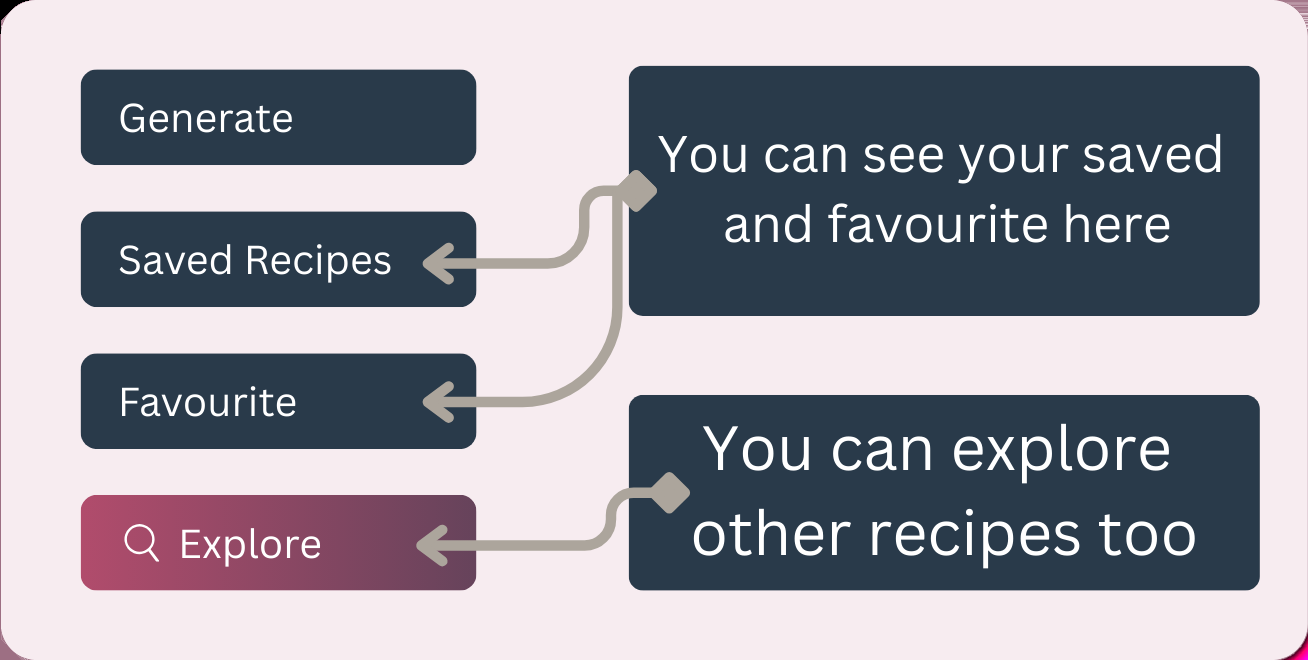 Generate
Saved Recipes
Favourite
Explore
You can see your saved
and favourite here
You can explore
other recipes too